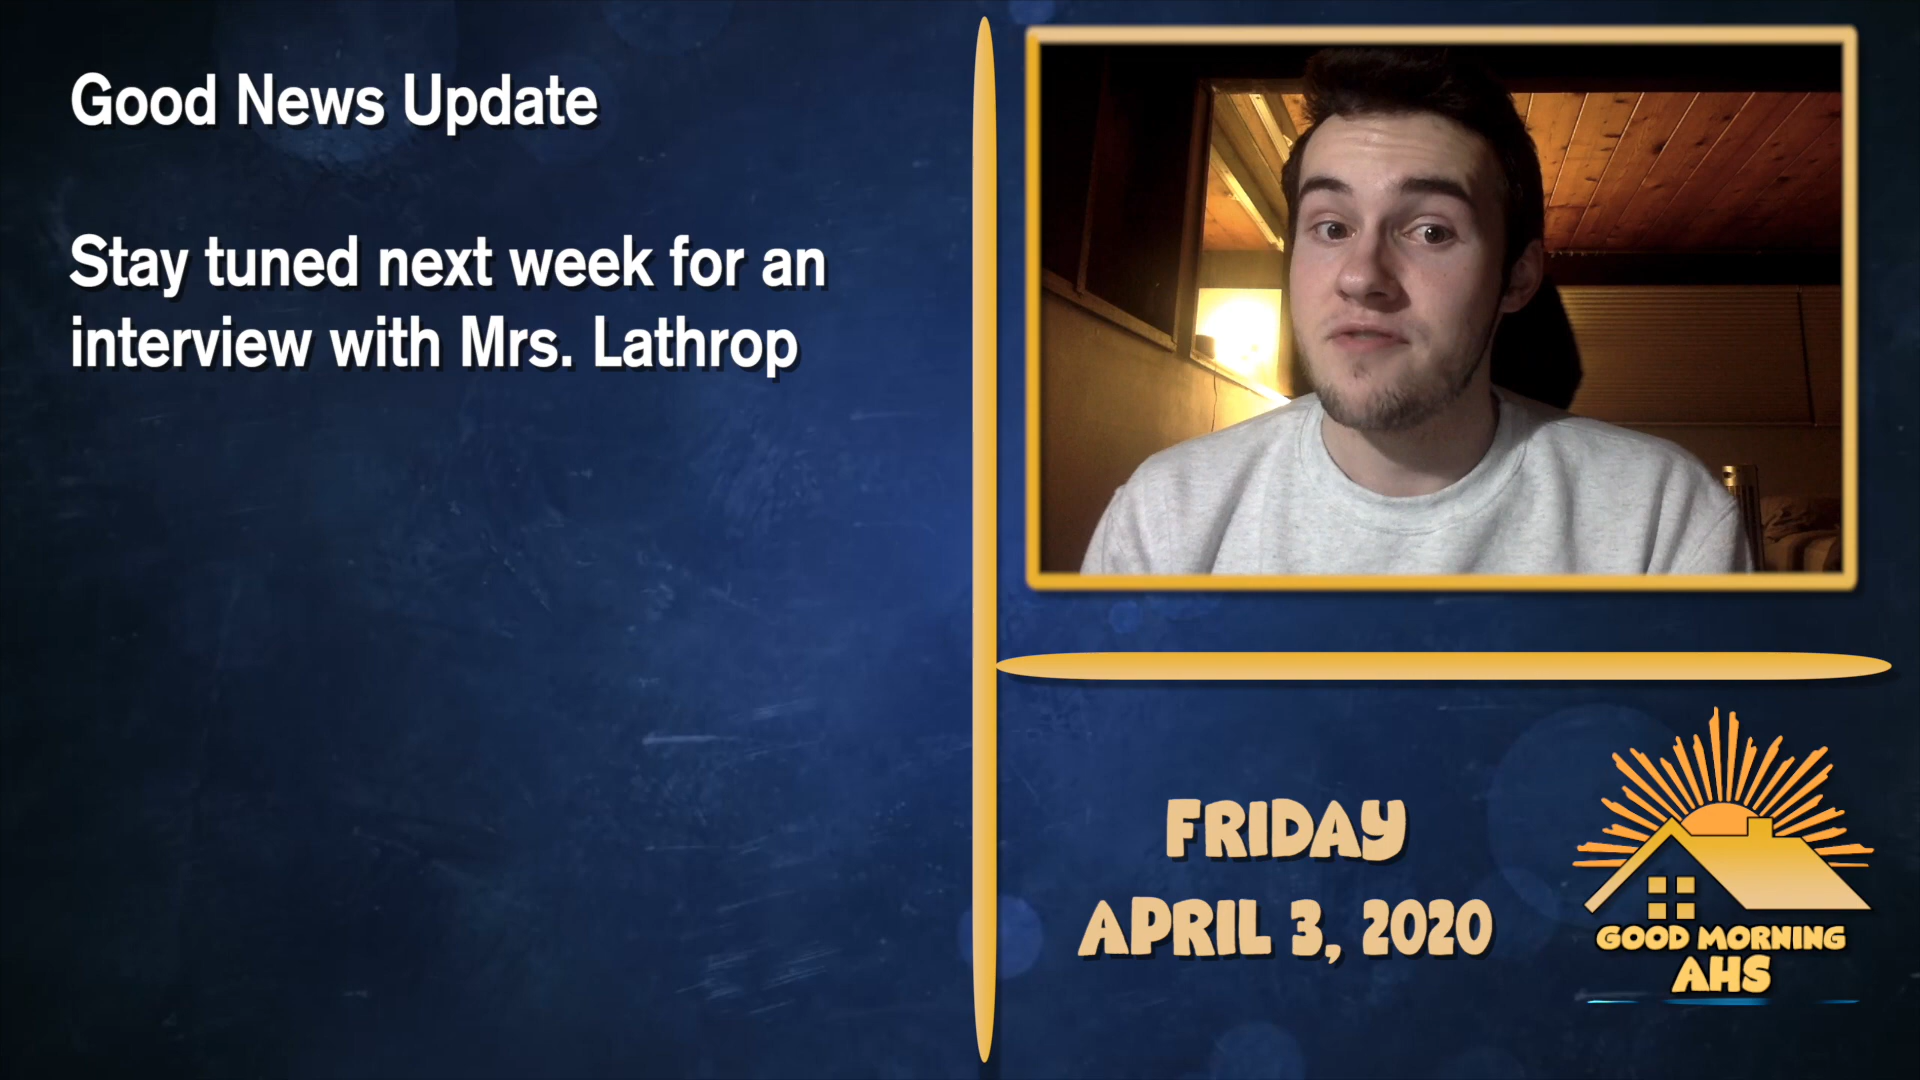 Good News Update
Stay tuned next week for an
interview with Mrs. Lathrop
FRIDAY
APRIL 3, 2020
GOOD MORNING
AHS